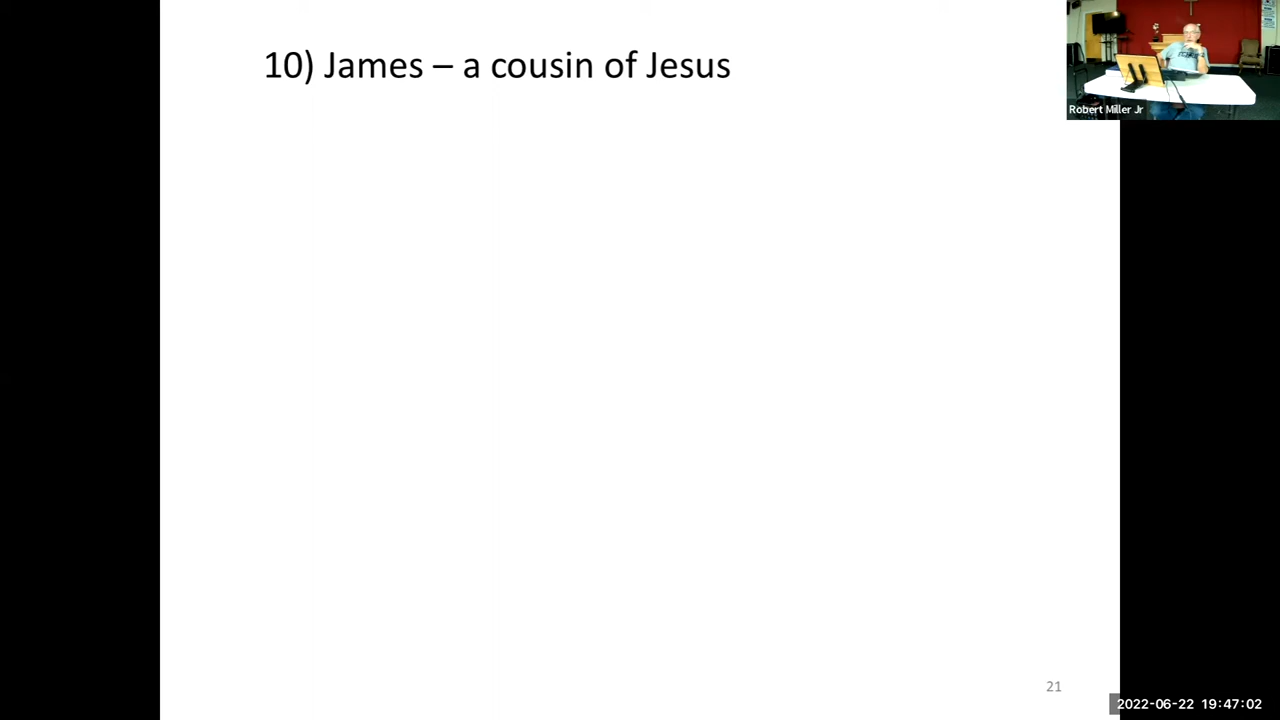 10) James – a cousin of Jesus
Robert Miller Jr
21
2022-06-22 19:47:02